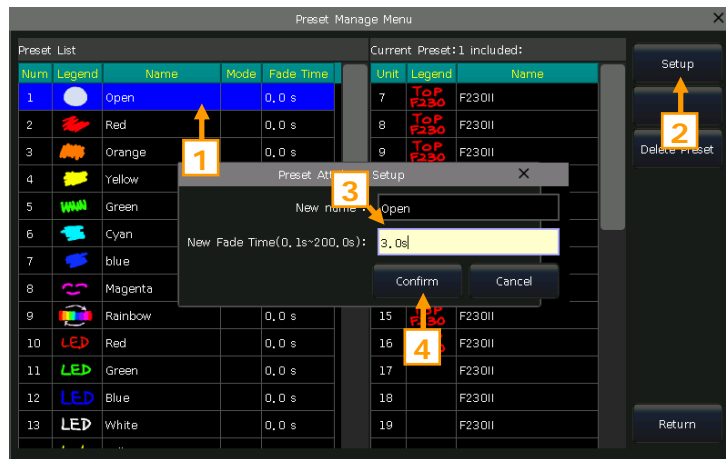 Preset Manage Menu
Preset List
Current Preset:1 included:
Num Legend Name Mode Fade Time
Unit Legend Name
1 Open 0.0 s
7 TOP F230 F230II
2 Red 0.0 s
8 TOP F230 F230II
3 Orange 0.0 s
9 TOP F230 F230II
4 Yellow
5 Green
6 Cyan
7 blue
8 Magenta
9 Rainbow 0.0 s
15 F230 F230II
10 LED Red 0.0 s
16 F230II
11 LED Green 0.0 s
17 F230II
12 LED Blue 0.0 s
18 F230II
13 LED White 0.0 s
19 F230II
Setup
Delete Preset
Return
Setup
New name :
Open
New Fade Time(0.1s~200.0s):
3.0s
Confirm
Cancel
1
2
3
4